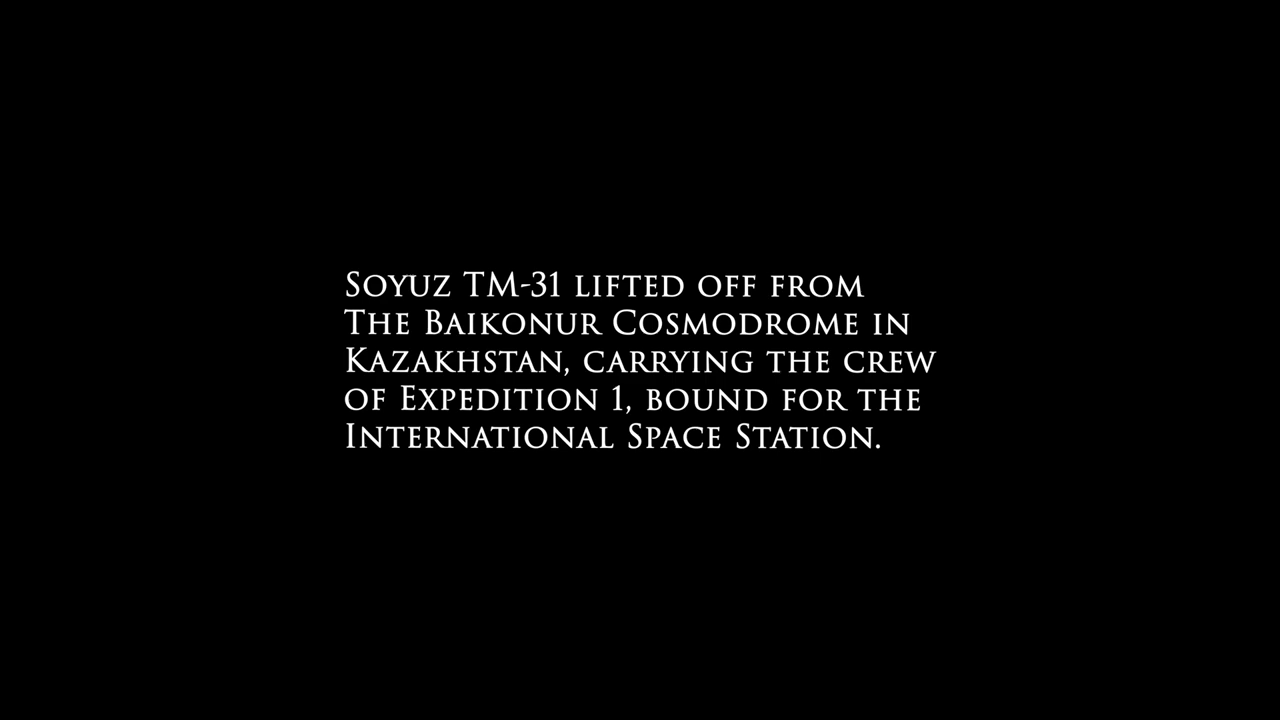 Soyuz TM-31 lifted off from
The Baikonur Cosmodrome in
Kazakhstan, carrying the crew
of Expedition 1, bound for the
International Space Station.